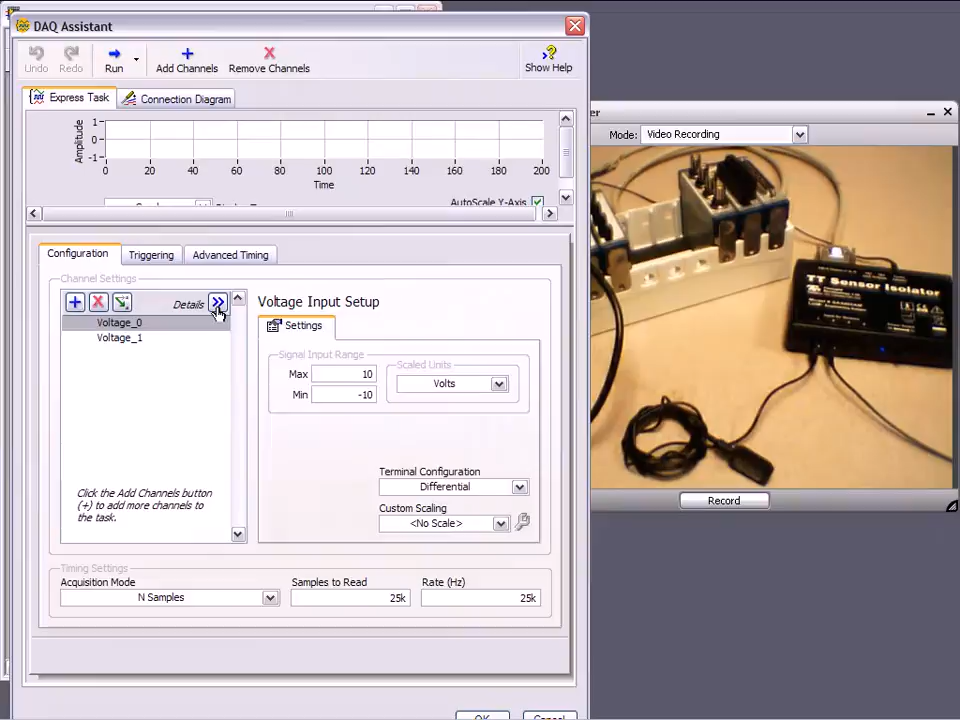 DAQ Assistant
Undo
Redo
Run
Add Channels
Remove Channels
Show Help
Express Task
Connection Diagram
Amplitude
1
0
-1
0 20 40 60 80 100 120 140 160 180 200
Time
AutoScale Y-Axis
Configuration
Triggering
Advanced Timing
Channel Settings
Details
Voltage_0
Voltage_1
Click the Add Channels button
(+) to add more channels to
the task.
Voltage Input Setup
Settings
Signal Input Range
Max 10
Min -10
Scaled Units
Volts
Terminal Configuration
Differential
Custom Scaling
<No Scale>
Timing Settings
Acquisition Mode
N Samples
Samples to Read
25k
Rate (Hz)
25k
OK
Cancel
er
Mode: Video Recording
TT Sensor Isolator
Record